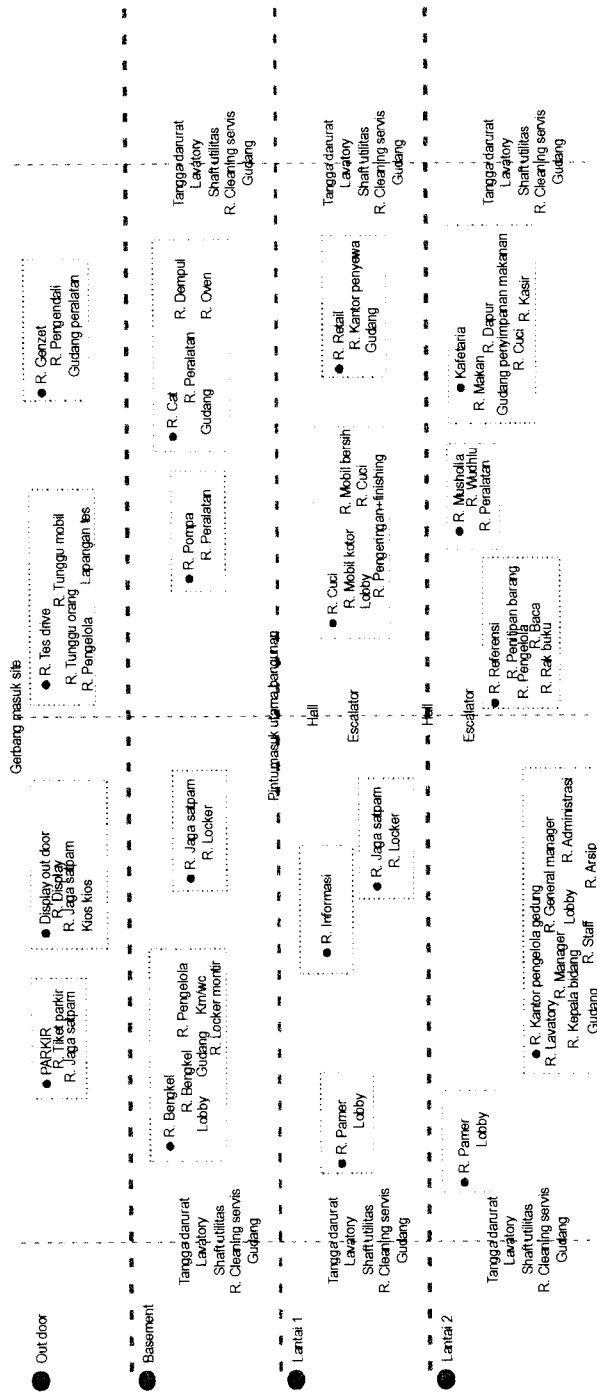 Gerbang masuk site
Out door
PARKIR
R. Tiket parkir
R. Jaga satpam
Display out door
R. Display
R. Jaga satpam
Kios kios
R. Tes drive
R. Tunggu mobil
R. Tunggu orang
R. Pengelola
Lapangan tes
R. Genzet
R. Pengendali
Gudang peralatan
Basement
Tangga darurat
Lavatory
Shaft utilitas
R. Cleaning servis
Gudang
R. Bengkel
R. Bengkel R. Pengelola
Lobby Gudang Km/wc
R. Locker montir
R. Jaga satpam
R. Locker
R. Pompa
R. Peralatan
R. Cat
R. Dempul
R. Peralatan
Gudang R. Oven
Tangga darurat
Lavatory
Shaft utilitas
R. Cleaning servis
Gudang
Pintu masuk utama bangunan
Lantai 1
Tangga darurat
Lavatory
Shaft utilitas
R. Cleaning servis
Gudang
R. Pamer
Lobby
R. Informasi
R. Jaga satpam
R. Locker
Hall
Escalator
R. Cuci
R. Mobil kotor R. Mobil bersih
Lobby R. Cuci
R. Pengeringan+finishing
R. Retail
R. Kantor penyewa
Gudang
Tangga darurat
Lavatory
Shaft utilitas
R. Cleaning servis
Gudang
Lantai 2
Tangga darurat
Lavatory
Shaft utilitas
R. Cleaning servis
Gudang
R. Pamer
Lobby
R. Kantor pengelola gedung
R. Lavatory R. General manager
R. Manager Lobby
R. Kepala bidang R. Administrasi
Gudang R. Staff R. Arsip
Hall
Escalator
R. Referensi
R. Penitipan barang
R. Pengelola
R. Baca
R. Rak buku
R. Musholla
R. Wudhlu
R. Peralatan
Kafetaria
R. Makan
R. Dapur
Gudang penyimpanan makanan
R. Cuci R. Kasir
Tangga darurat
Lavatory
Shaft utilitas
R. Cleaning servis
Gudang